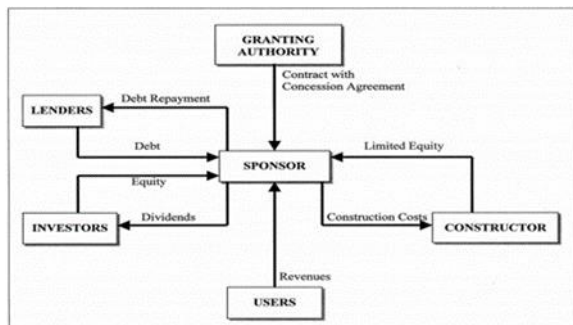 GRANTING
AUTHORITY
Contract with
Concession Agreement
LENDERS
Debt Repayment
Debt
Limited Equity
SPONSOR
Equity
INVESTORS
Dividends
Construction Costs
CONSTRUCTOR
Revenues
USERS